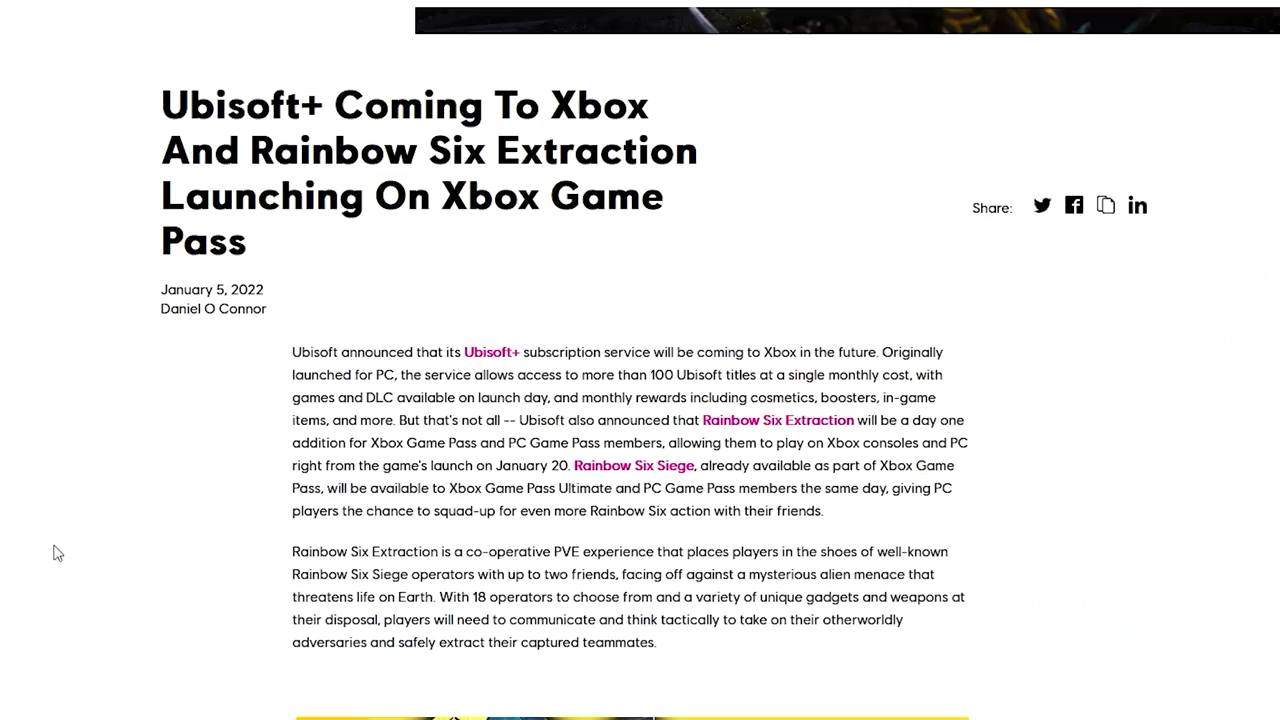 Ubisoft+ Coming To Xbox
And Rainbow Six Extraction
Launching On Xbox Game
Pass
Share:
January 5, 2022
Daniel O Connor
Ubisoft announced that its Ubisoft+ subscription service will be coming to Xbox in the future. Originally
launched for PC, the service allows access to more than 100 Ubisoft titles at a single monthly cost, with
games and DLC available on launch day, and monthly rewards including cosmetics, boosters, in-game
items, and more. But that's not all -- Ubisoft also announced that Rainbow Six Extraction will be a day one
addition for Xbox Game Pass and PC Game Pass members, allowing them to play on Xbox consoles and PC
right from the game's launch on January 20. Rainbow Six Siege, already available as part of Xbox Game
Pass, will be available to Xbox Game Pass Ultimate and PC Game Pass members the same day, giving PC
players the chance to squad-up for even more Rainbow Six action with their friends.
Rainbow Six Extraction is a co-operative PVE experience that places players in the shoes of well-known
Rainbow Six Siege operators with up to two friends, facing off against a mysterious alien menace that
threatens life on Earth. With 18 operators to choose from and a variety of unique gadgets and weapons at
their disposal, players will need to communicate and think tactically to take on their otherworldly
adversaries and safely extract their captured teammates.